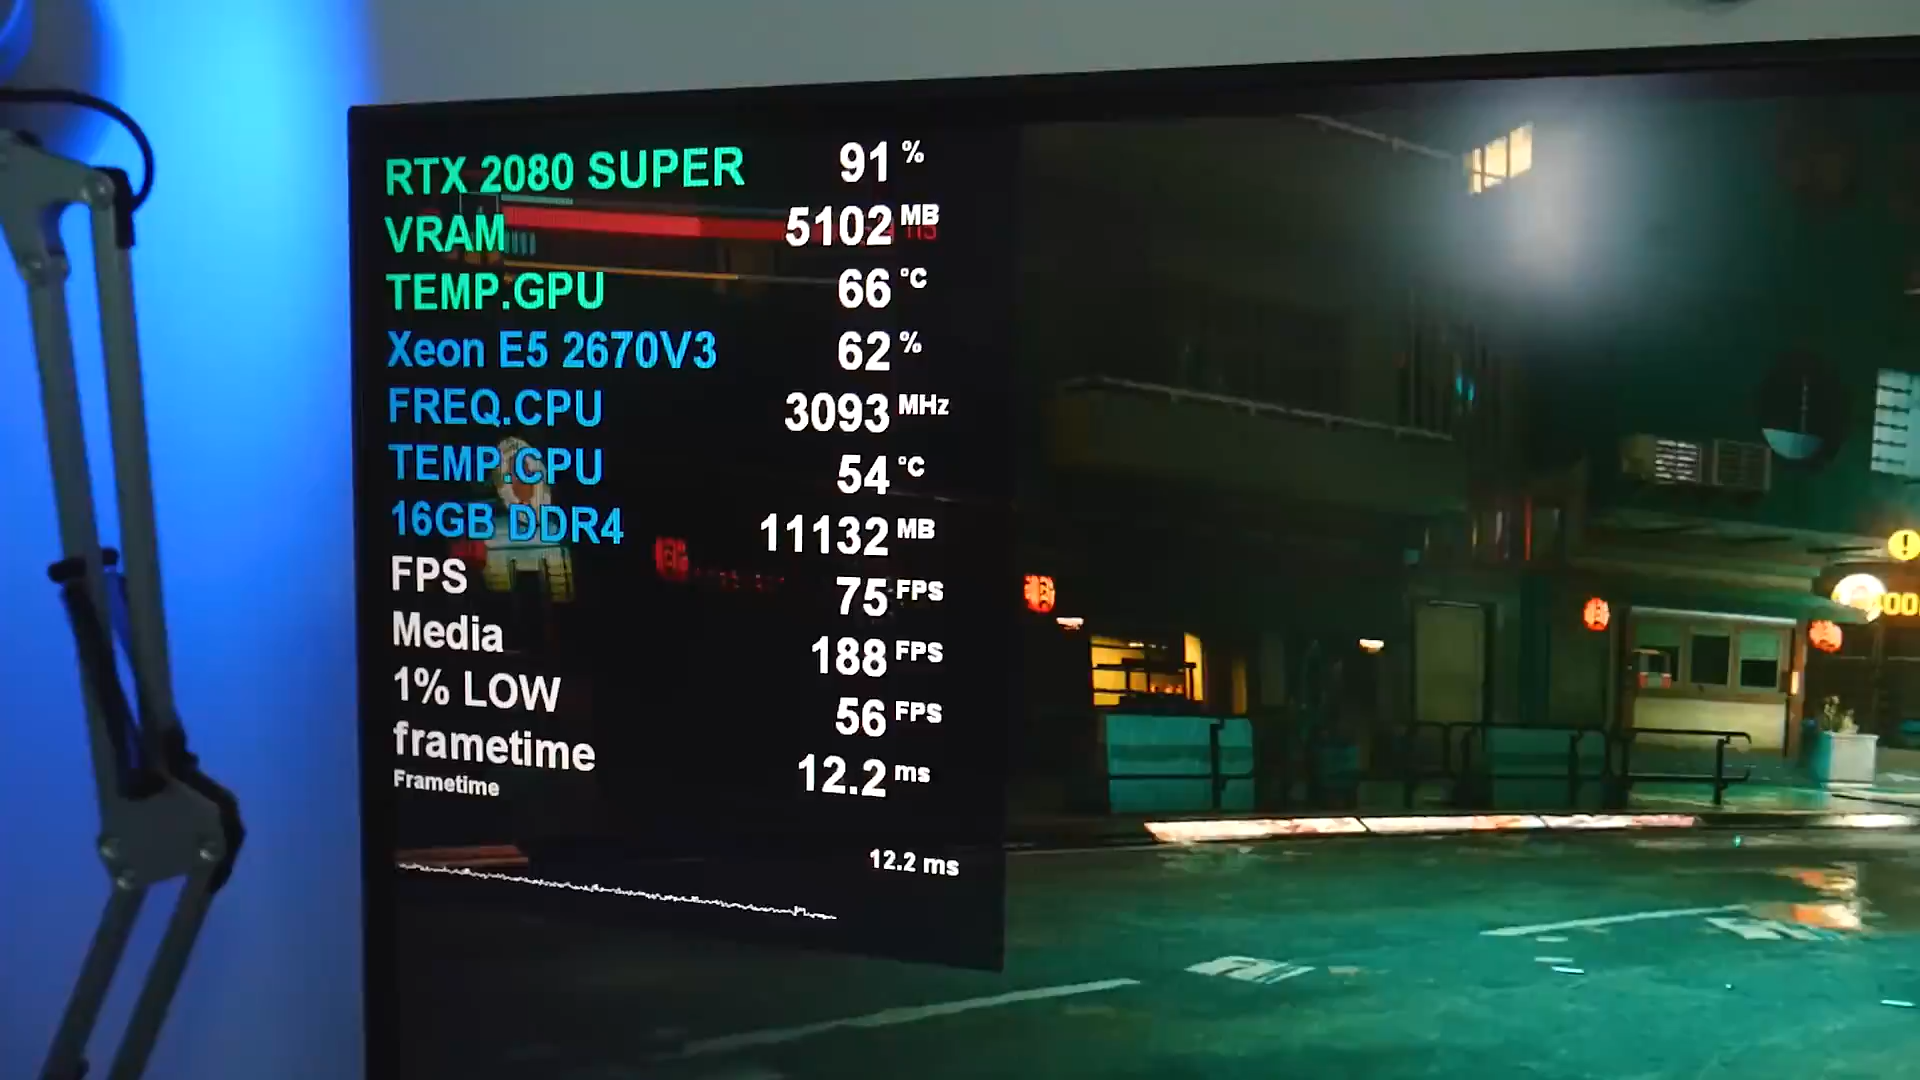 RTX 2080 SUPER 91 %
VRAM 5102 MB
TEMP.GPU 66 °C
Xeon E5 2670V3 62 %
FREQ.CPU 3093 MHz
TEMP.CPU 54 °C
16GB DDR4 11132 MB
FPS 75 FPS
Media 188 FPS
1% LOW 56 FPS
frametime 12.2 ms
Frametime
12.2 ms